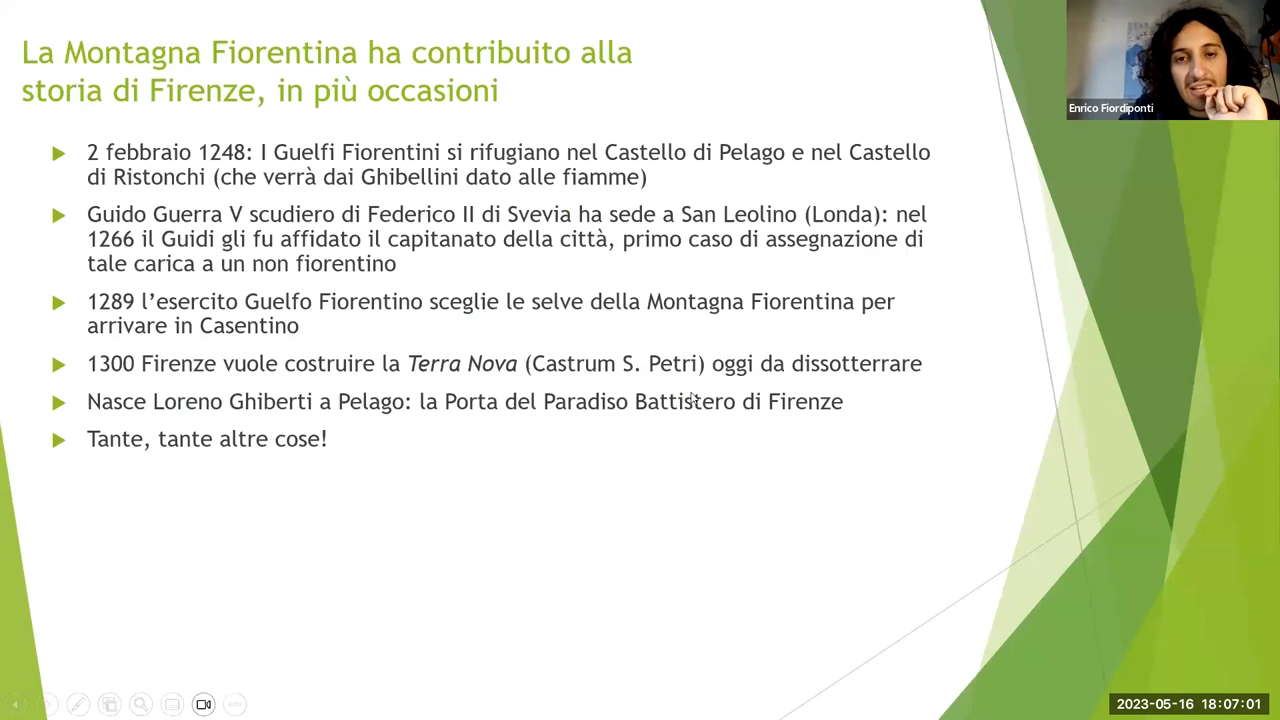 La Montagna Fiorentina ha contribuito alla
storia di Firenze, in più occasioni
Enrico Fiordiponti
2 febbraio 1248: I Guelfi Fiorentini si rifugiano nel Castello di Pelago e nel Castello
di Ristonchi (che verrà dai Ghibellini dato alle fiamme)
Guido Guerra V scudiero di Federico II di Svevia ha sede a San Leolino (Londa): nel
1266 il Guidi gli fu affidato il capitanato della città, primo caso di assegnazione di
tale carica a un non fiorentino
1289 l’esercito Guelfo Fiorentino sceglie le selve della Montagna Fiorentina per
arrivare in Casentino
1300 Firenze vuole costruire la Terra Nova (Castrum S. Petri) oggi da dissotterrare
Nasce Loreno Ghiberti a Pelago: la Porta del Paradiso Battistero di Firenze
Tante, tante altre cose!
2023-05-16 18:07:01